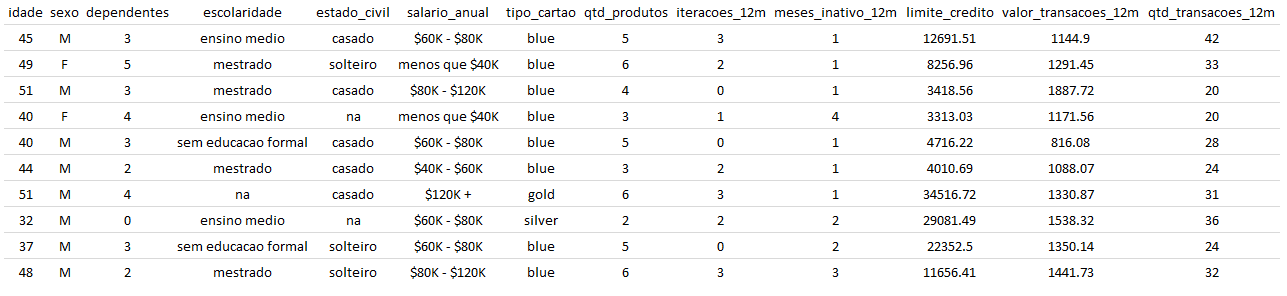 idade sexo dependentes escolaridade estado_civil salario_anual tipo_cartao qtd_produtos iteracoes_12m meses_inativo_12m limite_credito valor_transacoes_12m qtd_transacoes_12m
45 M 3 ensino medio casado $60K - $80K blue 5 3 1 12691.51 1144.9 42
49 F 5 mestrado solteiro menos que $40K blue 6 2 1 8256.96 1291.45 33
51 M 3 mestrado casado $80K - $120K blue 4 0 1 3418.56 1887.72 20
40 F 4 ensino medio na menos que $40K blue 3 1 4 3313.03 1171.56 20
40 M 3 sem educacao formal casado $60K - $80K blue 5 0 1 4716.22 816.08 28
44 M 2 mestrado casado $40K - $60K blue 3 2 1 4010.69 1088.07 24
51 M 4 na casado $120K + gold 6 3 1 34516.72 1330.87 31
32 M 0 ensino medio na $60K - $80K silver 2 2 2 29081.49 1538.32 36
37 M 3 sem educacao formal solteiro $60K - $80K blue 5 0 2 22352.5 1350.14 24
48 M 2 mestrado solteiro $80K - $120K blue 6 3 3 11656.41 1441.73 32